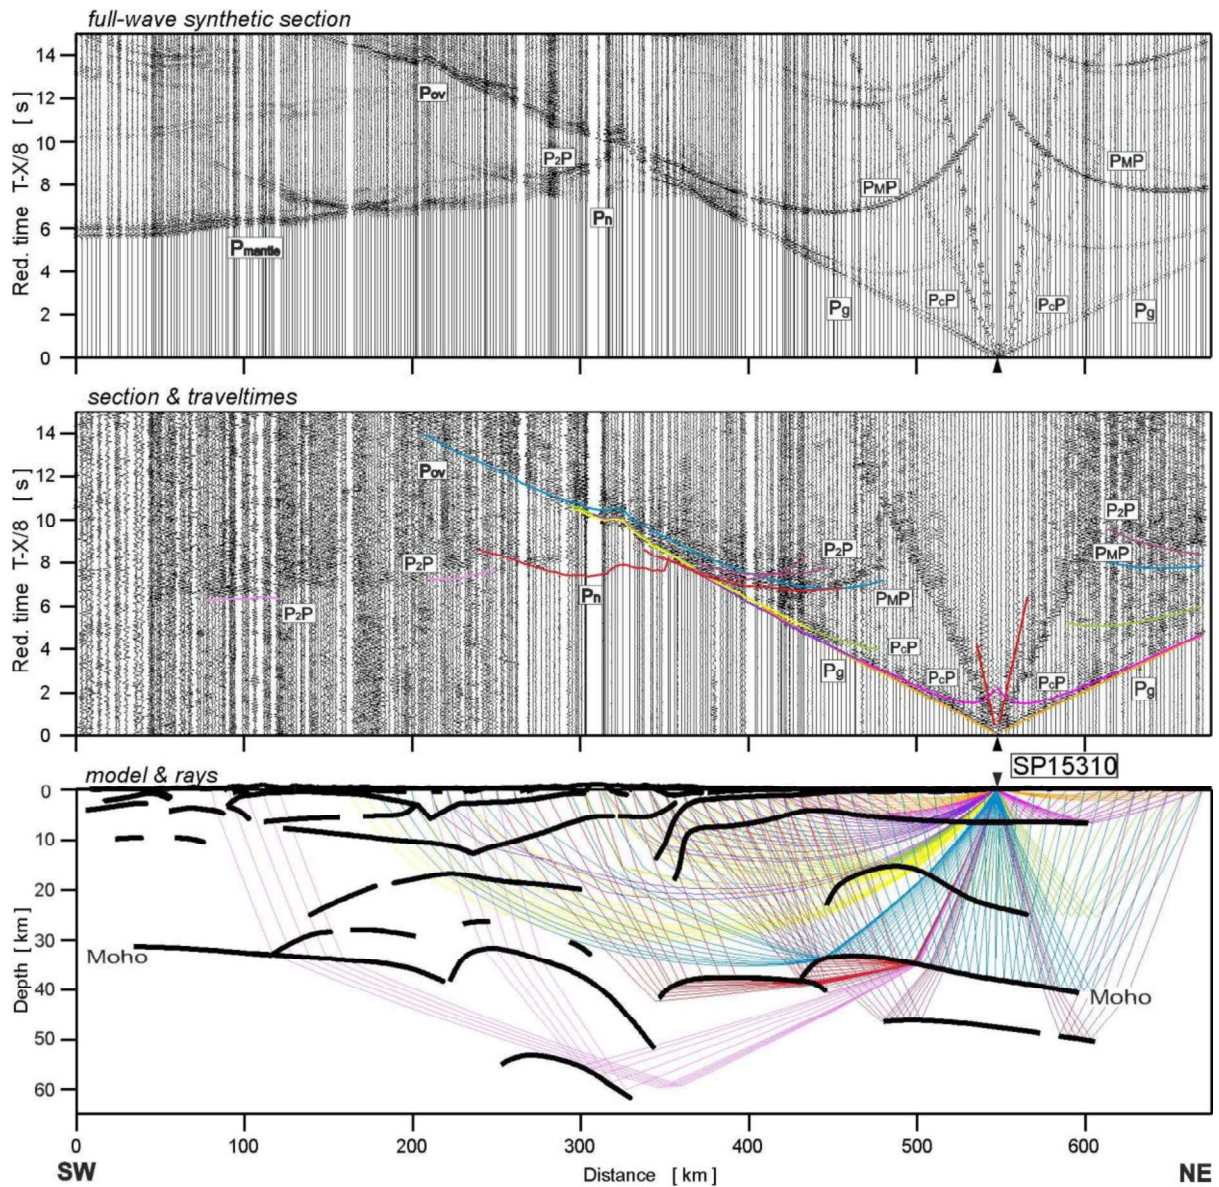 full-wave synthetic section
Red. time T-X/8 [ s ]
14
12
10
8
6
4
2
0
Pov
P2P
Pn
Pmantle
PMP
PMP
Pg
PcP
PcP
Pg
section & traveltimes
Red. time T-X/8 [ s ]
14
12
10
8
6
4
2
0
Pov
P2P
P2P
Pn
P2P
PMP
PcP
Pg
PcP
PcP
Pg
P2P
PMP
model & rays
SP15310
Depth [ km ]
0
10
20
30
40
50
60
Moho
Moho
0 100 200 300 400 500 600
SW Distance [ km ] NE